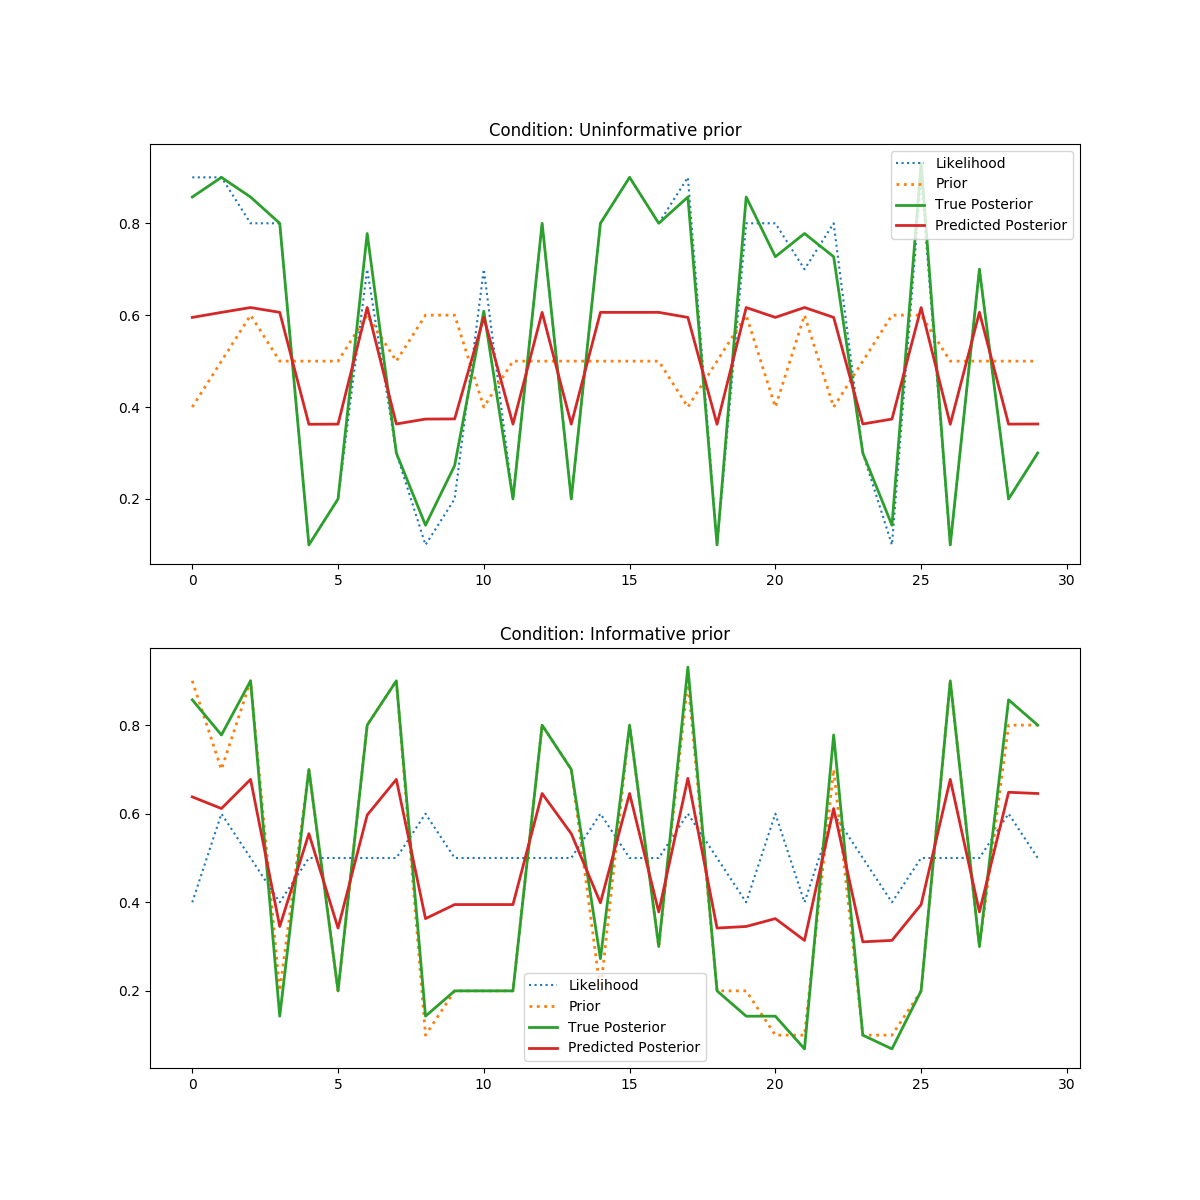 Condition: Uninformative prior
Likelihood
Prior
True Posterior
Predicted Posterior
0.8
0.6
0.4
0.2
0 5 10 15 20 25 30
Condition: Informative prior
0.8
0.6
0.4
0.2
Likelihood
Prior
True Posterior
Predicted Posterior
0 5 10 15 20 25 30